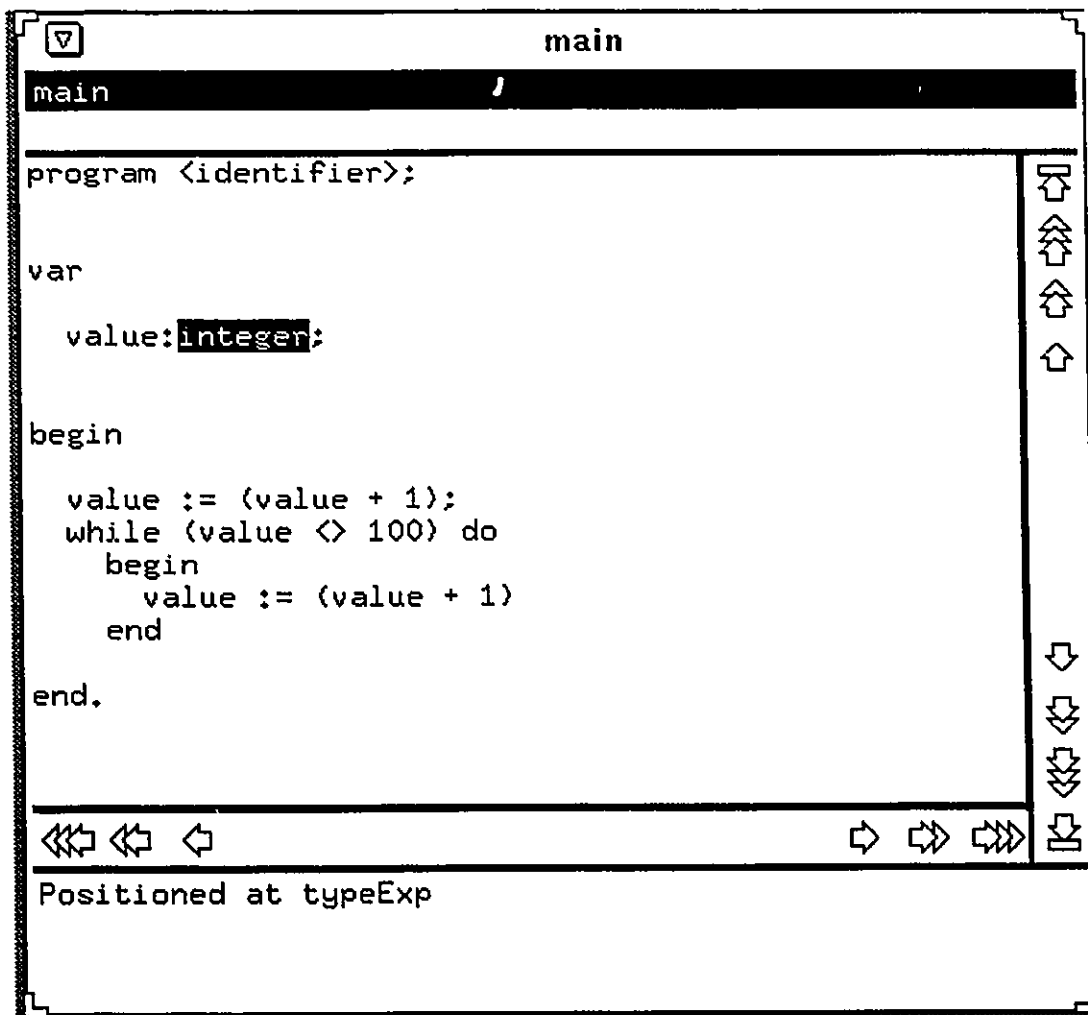 main
main
program <identifier>;
var
value:integer;
begin
value := (value + 1);
while (value <> 100) do
begin
value := (value + 1)
end
end.
Positioned at typeExp